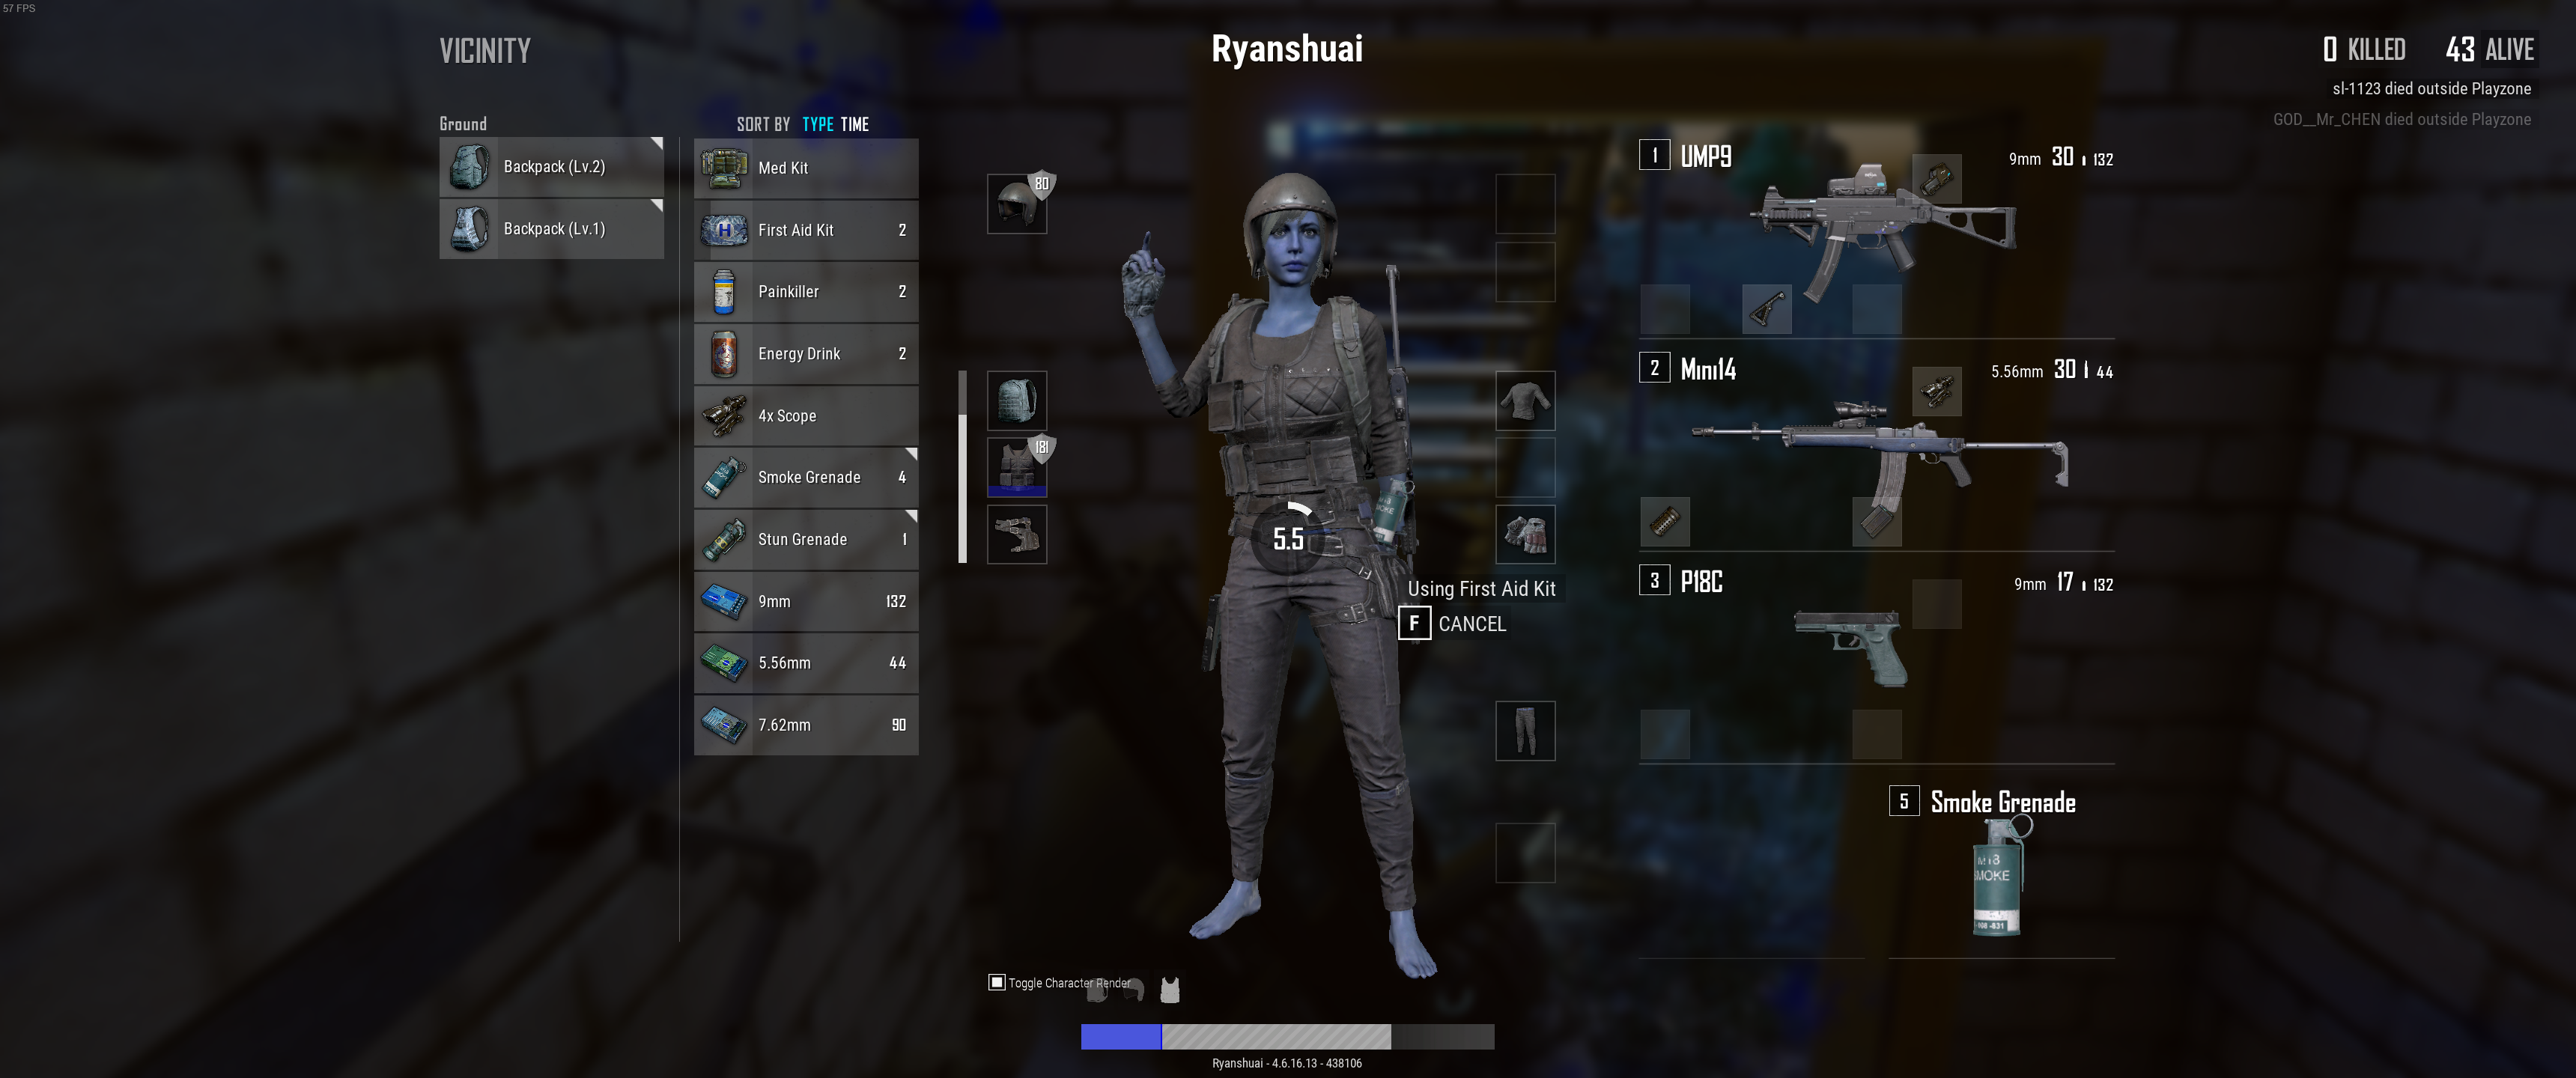 57 FPS
VICINITY
Ryanshuai
0 KILLED 43 ALIVE
sl-1123 died outside Playzone
GOD__Mr_CHEN died outside Playzone
Ground
SORT BY TYPE TIME
Backpack (Lv.2)
Backpack (Lv.1)
Med Kit
First Aid Kit 2
Painkiller 2
Energy Drink 2
4x Scope
Smoke Grenade 4
Stun Grenade 1
9mm 132
5.56mm 44
7.62mm 90
80
181
5.5
Using First Aid Kit
F CANCEL
1 UMP9 9mm 30 132
2 Mini14 5.56mm 30 44
3 P18C 9mm 17 132
5 Smoke Grenade
M18
SMOKE
Toggle Character Render
Ryanshuai - 4.6.16.13 - 438106